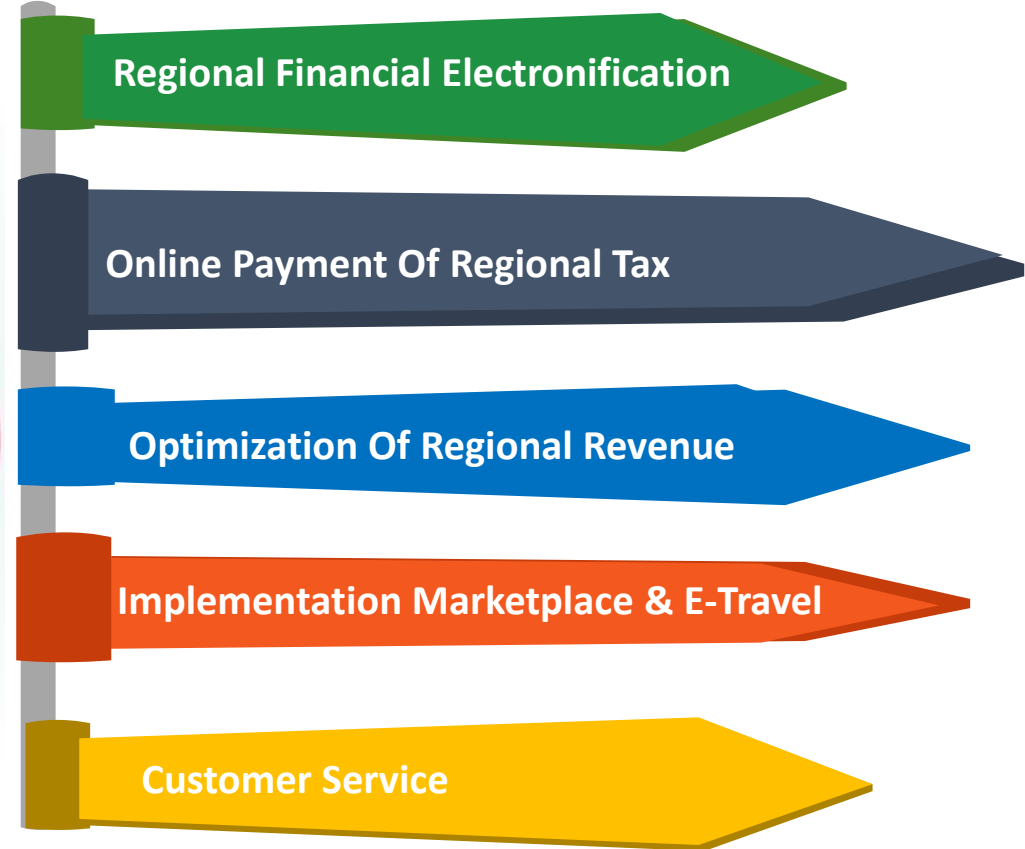 Regional Financial Electronification
Online Payment Of Regional Tax
Optimization Of Regional Revenue
Implementation Marketplace & E-Travel
Customer Service